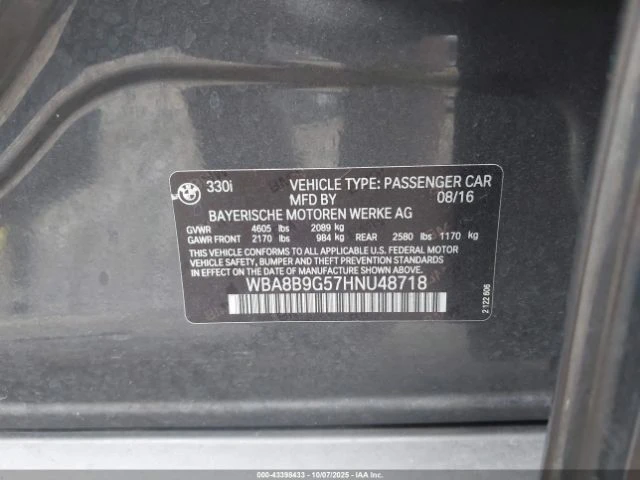 330i VEHICLE TYPE: PASSENGER CAR
MFD BY 08/16
BAYERISCHE MOTOREN WERKE AG
GVWR 4605 lbs 2089 kg
GAWR FRONT 2170 lbs 984 kg REAR 2580 lbs 1170 kg
THIS VEHICLE CONFORMS TO ALL APPLICABLE U.S. FEDERAL MOTOR
VEHICLE SAFETY, BUMPER AND THEFT PREVENTION STANDARDS
IN EFFECT ON THE DATE OF MANUFACTURE SHOWN ABOVE.
WBA8B9G57HNU48718
2 122 606
000-43398433 | 10/07/2025 | IAAI.COM